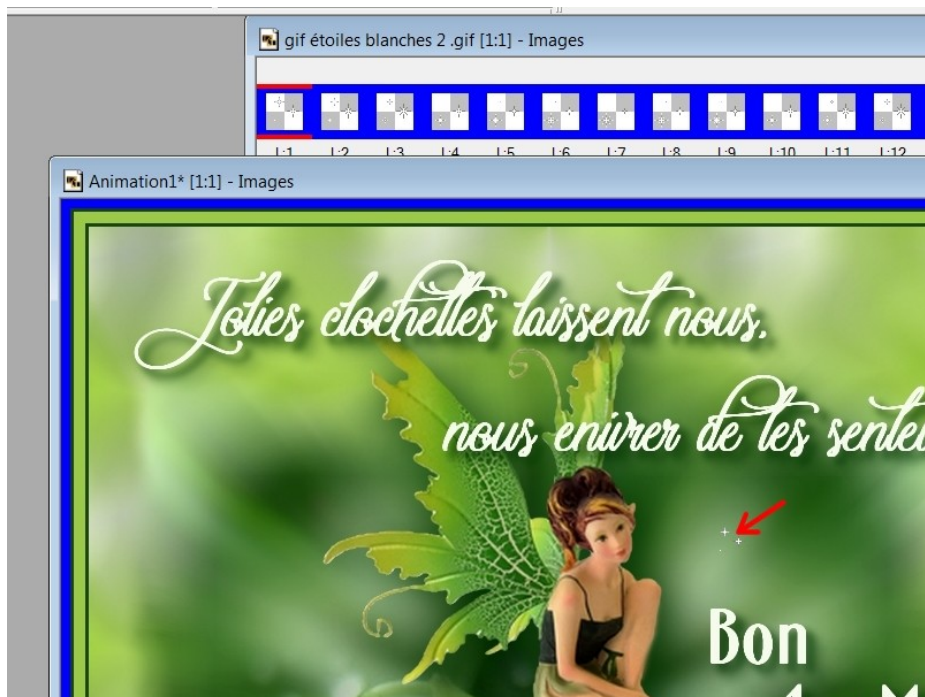 gif étoiles blanches 2 .gif [1:1] - Images
L:1 L:2 L:3 L:4 L:5 L:6 L:7 L:8 L:9 L:10 L:11 L:12
Animation1* [1:1] - Images
Jolies clochettes laissent nous,
nous enivrer de tes
Bon